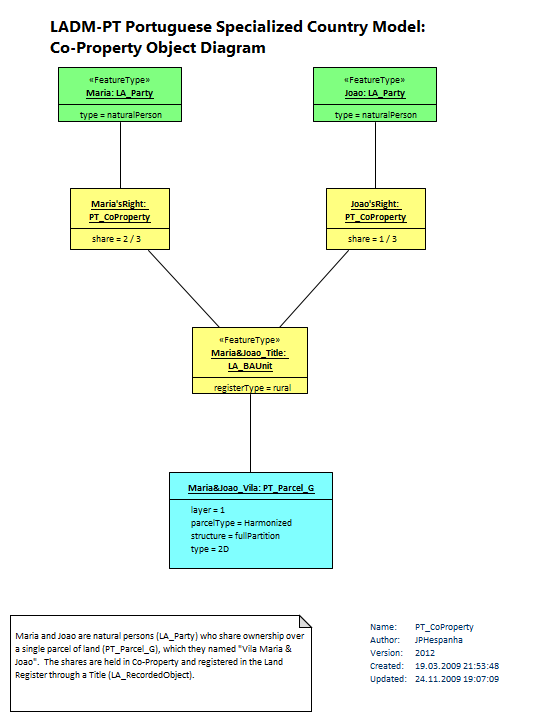 LADM-PT Portuguese Specialized Country Model:
Co-Property Object Diagram
«FeatureType»
Maria: LA_Party
type = naturalPerson
«FeatureType»
Joao: LA_Party
type = naturalPerson
Maria'sRight:
PT_CoProperty
share = 2 / 3
Joao'sRight:
PT_CoProperty
share = 1 / 3
«FeatureType»
Maria&Joao_Title:
LA_BAUnit
registerType = rural
Maria&Joao_Vila: PT_Parcel_G
layer = 1
parcelType = Harmonized
structure = fullPartition
type = 2D
Maria and Joao are natural persons (LA_Party) who share ownership over
a single parcel of land (PT_Parcel_G), which they named "Vila Maria &
Joao". The shares are held in Co-Property and registered in the Land
Register through a Title (LA_RecordedObject).
Name: PT_CoProperty
Author: JPHespanha
Version: 2012
Created: 19.03.2009 21:53:48
Updated: 24.11.2009 19:07:09